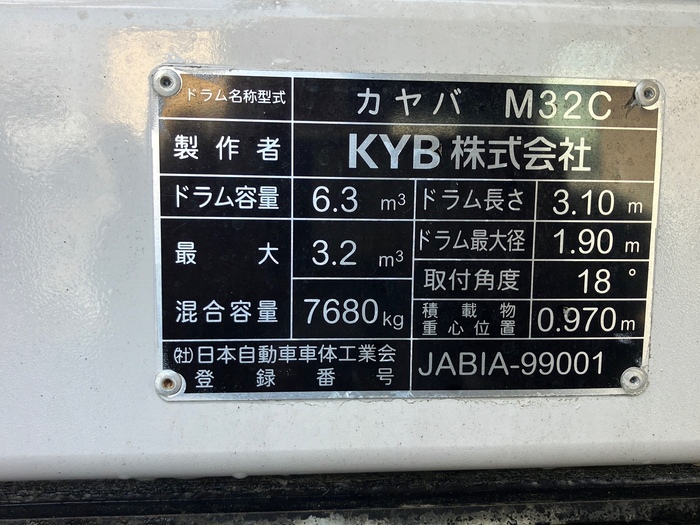 ドラム名称型式 カヤバ M32C
製作者 KYB 株式会社
ドラム容量 6.3 m³ ドラム長さ 3.10 m
最大 3.2 m³ ドラム最大径 1.90 m
取付角度 18°
混合容量 7680kg 積載物
重心位置 0.970m
㈳日本自動車車体工業会
登録番号 JABIA-99001